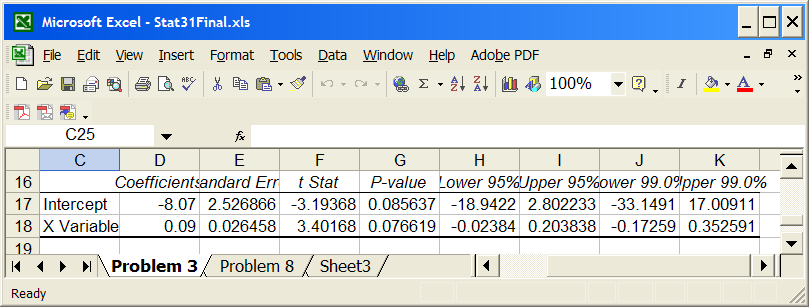 Microsoft Excel - Stat31Final.xls
File Edit View Insert Format Tools Data Window Help Adobe PDF
ABC Σ A Z Z A 100% ? I A
C25 fx
C D E F G H I J K
16 Coefficients andard Err t Stat P-value Lower 95% Upper 95% ower 99.0% pper 99.0%
17 Intercept -8.07 2.526866 -3.19368 0.085637 -18.9422 2.802233 -33.1491 17.00911
18 X Variable 0.09 0.026458 3.40168 0.076619 -0.02384 0.203838 -0.17259 0.352591
19
Problem 3 Problem 8 Sheet3
Ready